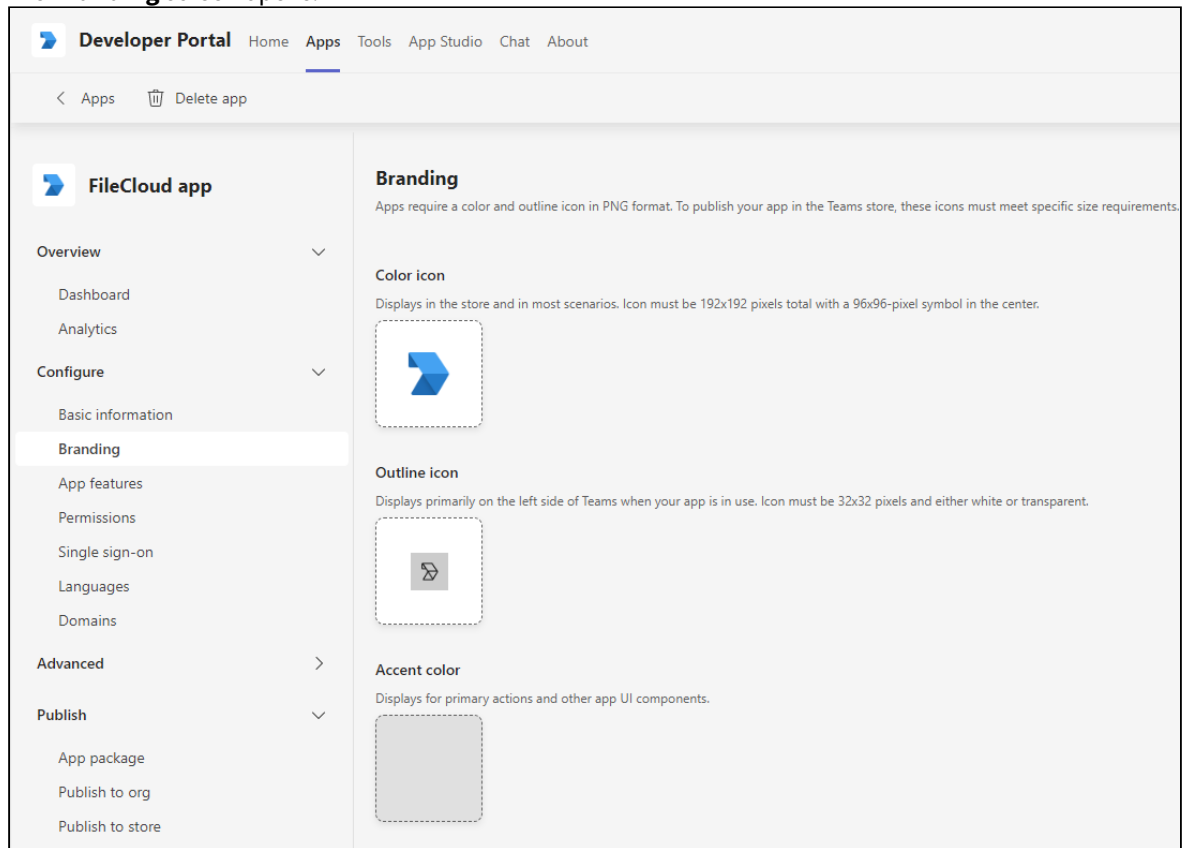 Developer Portal Home Apps Tools App Studio Chat About
Apps Delete app
FileCloud app
Overview
Dashboard
Analytics
Configure
Basic information
Branding
App features
Permissions
Single sign-on
Languages
Domains
Advanced
Publish
App package
Publish to org
Publish to store
Branding
Apps require a color and outline icon in PNG format. To publish your app in the Teams store, these icons must meet specific size requirements.
Color icon
Displays in the store and in most scenarios. Icon must be 192x192 pixels total with a 96x96-pixel symbol in the center.
Outline icon
Displays primarily on the left side of Teams when your app is in use. Icon must be 32x32 pixels and either white or transparent.
Accent color
Displays for primary actions and other app UI components.